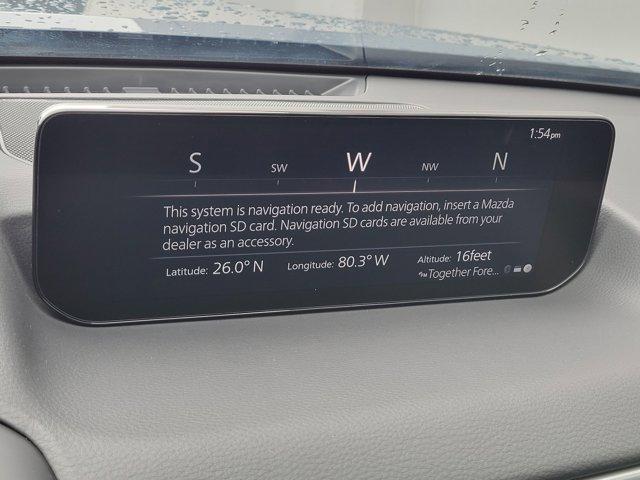 1:54pm
S SW W NW N
This system is navigation ready. To add navigation, insert a Mazda
navigation SD card. Navigation SD cards are available from your
dealer as an accessory.
Latitude: 26.0° N Longitude: 80.3° W Altitude: 16feet
Together Fore...